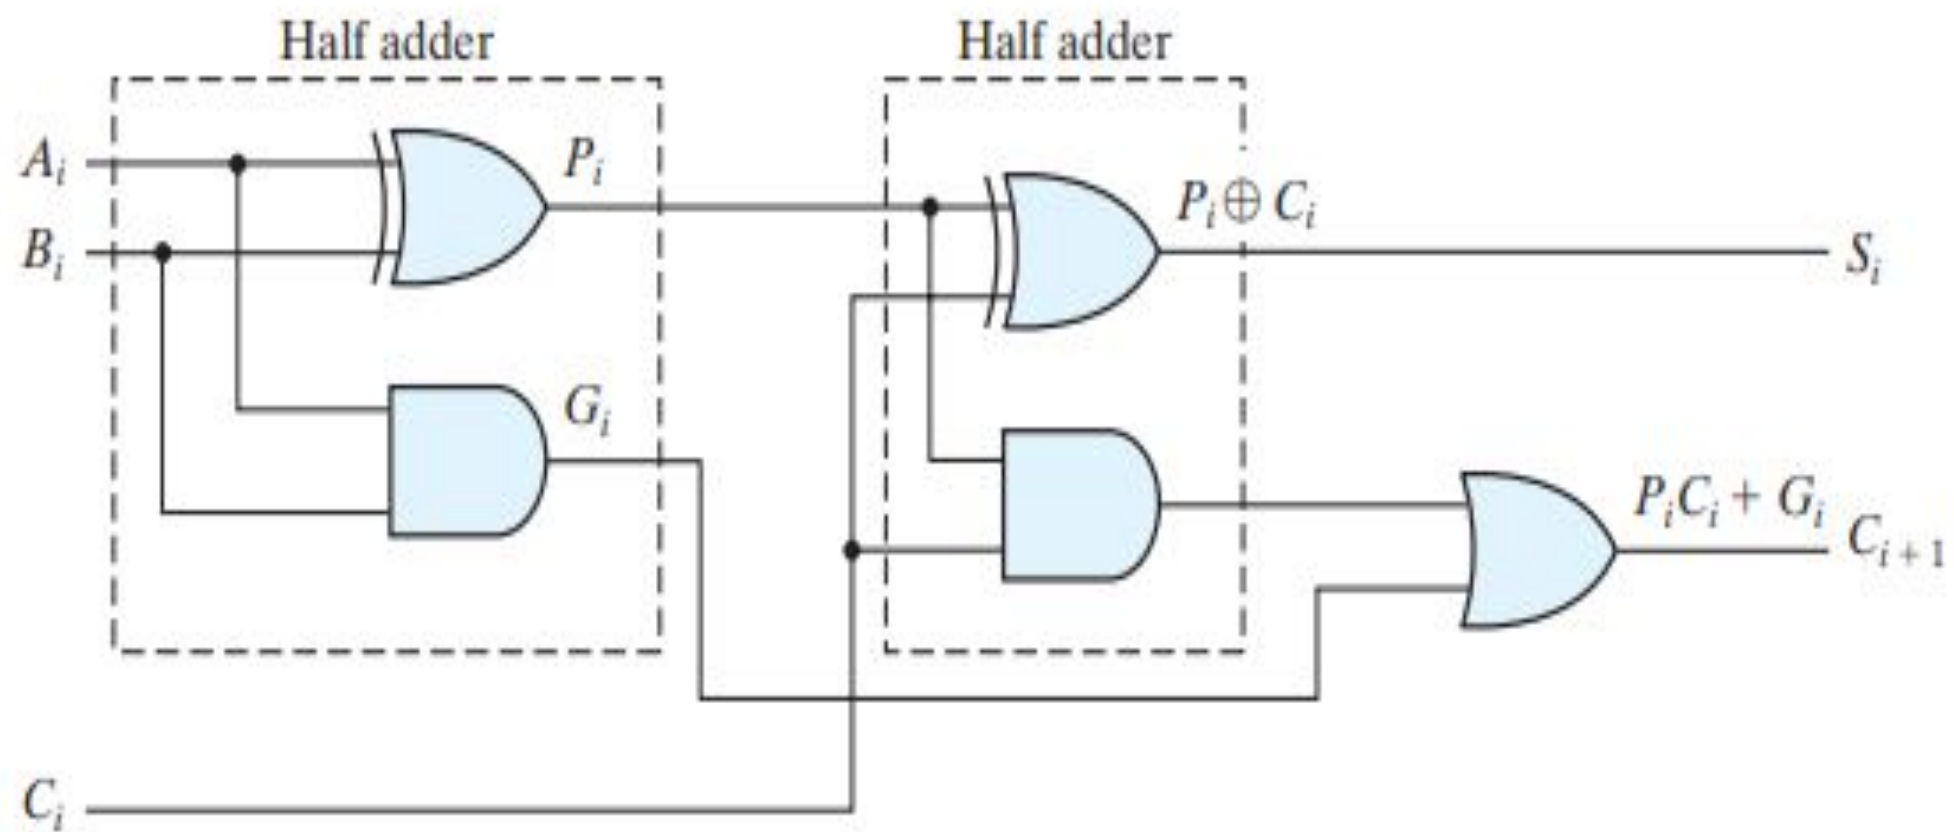 Half adder
Half adder
A_i
P_i
P_i ⊕ C_i
B_i
S_i
G_i
P_iC_i + G_i
C_{i+1}
C_i